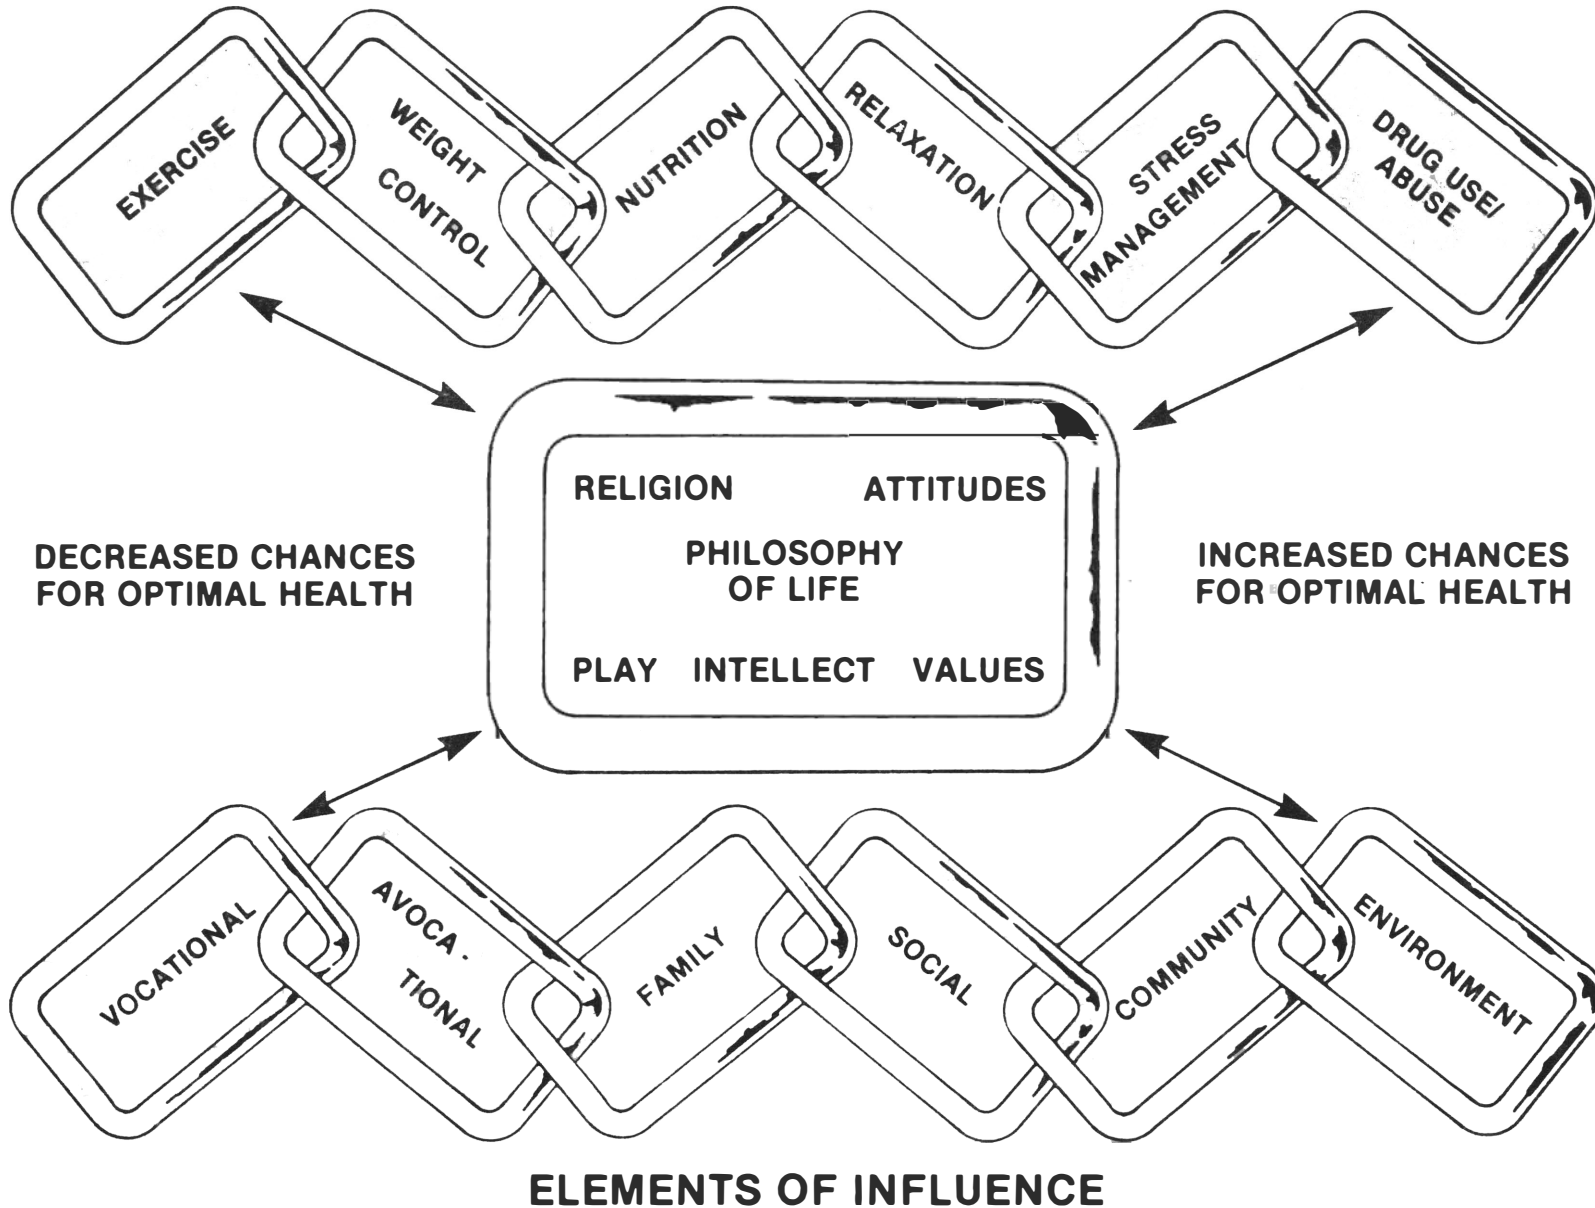 EXERCISE
WEIGHT
CONTROL
NUTRITION
RELAXATION
STRESS
MANAGEMENT
DRUG USE/
ABUSE
RELIGION ATTITUDES
PHILOSOPHY
OF LIFE
PLAY INTELLECT VALUES
DECREASED CHANCES
FOR OPTIMAL HEALTH
INCREASED CHANCES
FOR OPTIMAL HEALTH
VOCATIONAL
AVOCA-
TIONAL
FAMILY
SOCIAL
COMMUNITY
ENVIRONMENT
ELEMENTS OF INFLUENCE